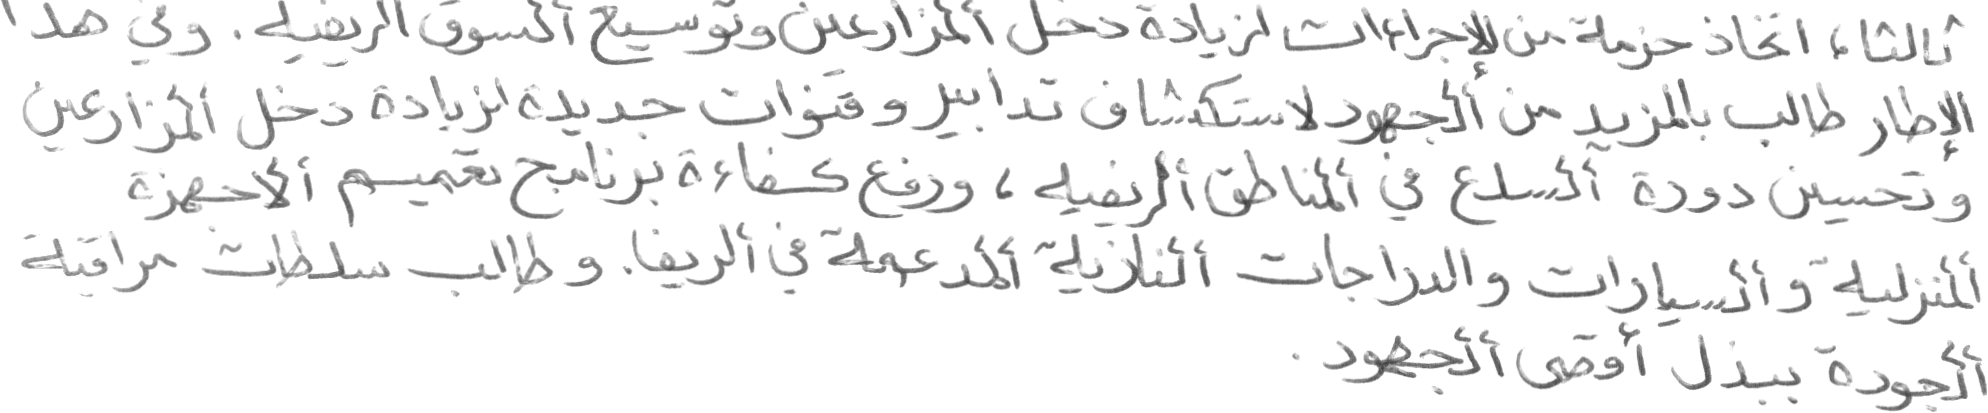 ثالثا، اتخاذ حزمة من الإجراءات لزيادة دخل المزارعين وتوسيع السوق الريفية. وفي هذا
الإطار طالب بالمزيد من الجهود لاستكشاف تدابير وقنوات جديدة لزيادة دخل المزارعين
وتحسين دورة السلع في المناطق الريفية، ورفع كفاءة برنامج تعميم الأجهزة
المنزلية والسيارات والدراجات النارية المدعمة في الريف. وطالب سلطات مراقبة
الجودة ببذل أقصى الجهود.